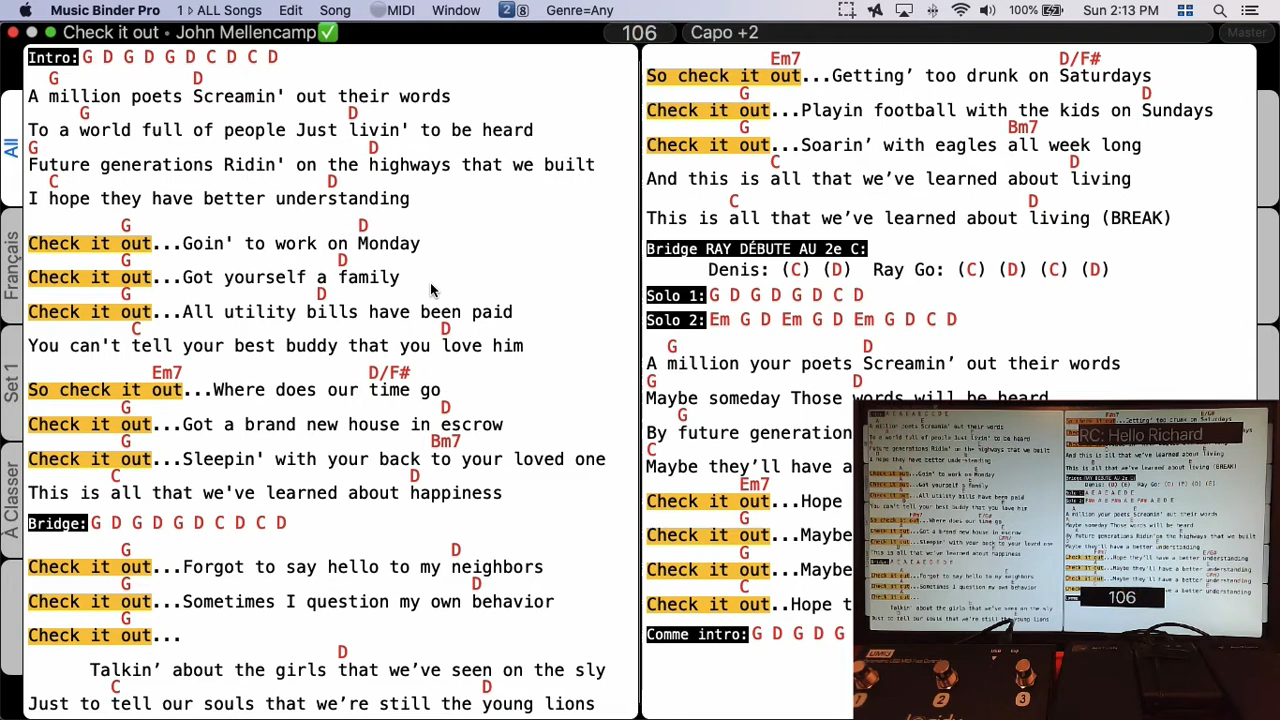 Music Binder Pro 1 > ALL Songs Edit Song MIDI Window 2 8 Genre=Any 100% Sun 2:13 PM
Check it out • John Mellencamp✅ 106 Capo +2 Master
All
Français
Set 1
A Classer
Intro: G D G D G D C D C D
G D
A million poets Screamin' out their words
G D
To a world full of people Just livin' to be heard
G D
Future generations Ridin' on the highways that we built
C D
I hope they have better understanding
G D
Check it out...Goin' to work on Monday
G D
Check it out...Got yourself a family
G D
Check it out...All utility bills have been paid
C D
You can't tell your best buddy that you love him
Em7 D/F#
So check it out...Where does our time go
G D
Check it out...Got a brand new house in escrow
G Bm7
Check it out...Sleepin' with your back to your loved one
C D
This is all that we've learned about happiness
Bridge: G D G D G D C D C D
G D
Check it out...Forgot to say hello to my neighbors
G D
Check it out...Sometimes I question my own behavior
G
Check it out...
D
Talkin’ about the girls that we’ve seen on the sly
C D
Just to tell our souls that we’re still the young lions
Em7 D/F#
So check it out...Getting’ too drunk on Saturdays
G D
Check it out...Playin football with the kids on Sundays
G Bm7
Check it out...Soarin’ with eagles all week long
C D
And this is all that we’ve learned about living
C D
This is all that we’ve learned about living (BREAK)
Bridge RAY DÉBUTE AU 2e C:
Denis: (C) (D) Ray Go: (C) (D) (C) (D)
Solo 1: G D G D G D C D
Solo 2: Em G D Em G D Em G D C D
G D
A million your poets Screamin’ out their words
G D
Maybe someday Those words will be heard
G
By future generation
C
Maybe they’ll have a
Em7
Check it out...Hope
G
Check it out...Maybe
G
Check it out...Maybe
C
Check it out...Hope t
Comme intro: G D G D G
RC: Hello Richard
106
1 2 3